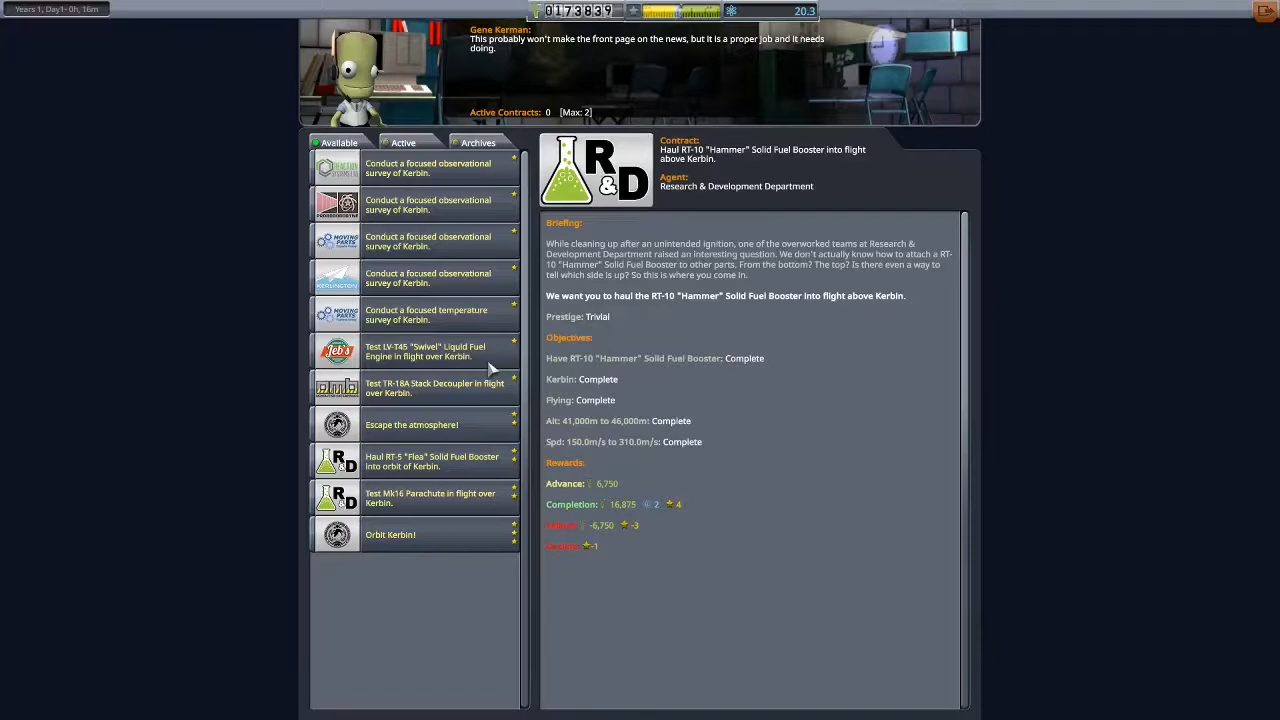 Years 1, Day1- 0h, 16m
0173839
20.3
Gene Kerman:
This probably won't make the front page on the news, but it is a proper job and it needs
doing.
Active Contracts: 0 [Max: 2]
Available
Active
Archives
Conduct a focused observational
survey of Kerbin.
Conduct a focused observational
survey of Kerbin.
Conduct a focused observational
survey of Kerbin.
MOVING
PARTS
Conduct a focused observational
survey of Kerbin.
KERLINGTON
Conduct a focused temperature
survey of Kerbin.
MOVING
PARTS
Test LV-T45 "Swivel" Liquid Fuel
Engine in flight over Kerbin.
Jeb's
Test TR-18A Stack Decoupler in flight
over Kerbin.
Escape the atmosphere!
Haul RT-5 "Flea" Solid Fuel Booster
into orbit of Kerbin.
R&D
Test Mk16 Parachute in flight over
Kerbin.
R&D
Orbit Kerbin!
R&D
Contract:
Haul RT-10 "Hammer" Solid Fuel Booster into flight
above Kerbin.
Agent:
Research & Development Department
Briefing:
While cleaning up after an unintended ignition, one of the overworked teams at Research &
Development Department raised an interesting question. We don't actually know how to attach a RT-
10 "Hammer" Solid Fuel Booster to other parts. From the bottom? The top? Is there even a way to
tell which side is up? So this is where you come in.
We want you to haul the RT-10 "Hammer" Solid Fuel Booster into flight above Kerbin.
Prestige: Trivial
Objectives:
Have RT-10 "Hammer" Solid Fuel Booster: Complete
Kerbin: Complete
Flying: Complete
Alt: 41,000m to 46,000m: Complete
Spd: 150.0m/s to 310.0m/s: Complete
Rewards:
Advance: 6,750
Completion: 16,875 2 4
Failure: -6,750 -3
Decline: -1